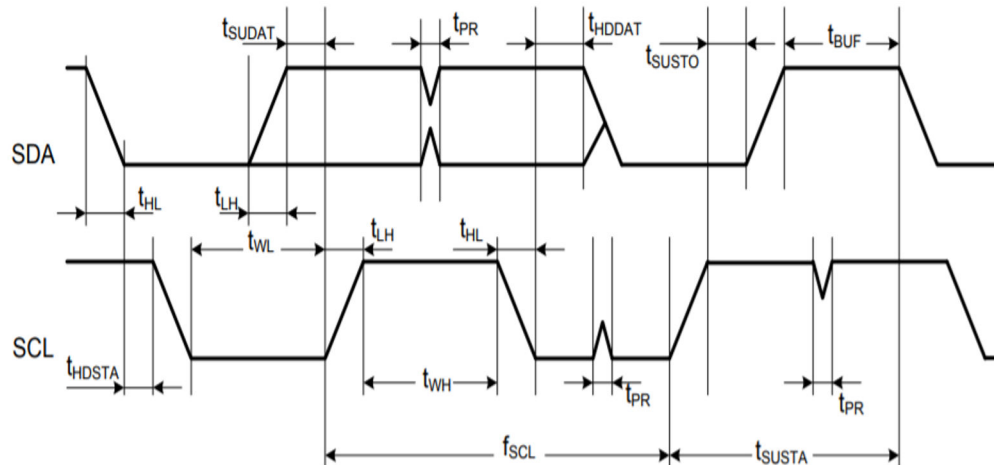 tSUDAT
tPR
tHDDAT
tSUSTO
tBUF
SDA
tHL
tLH
tWL
tLH
tHL
SCL
tHDSTA
tWH
tPR
tPR
fSCL
tSUSTA